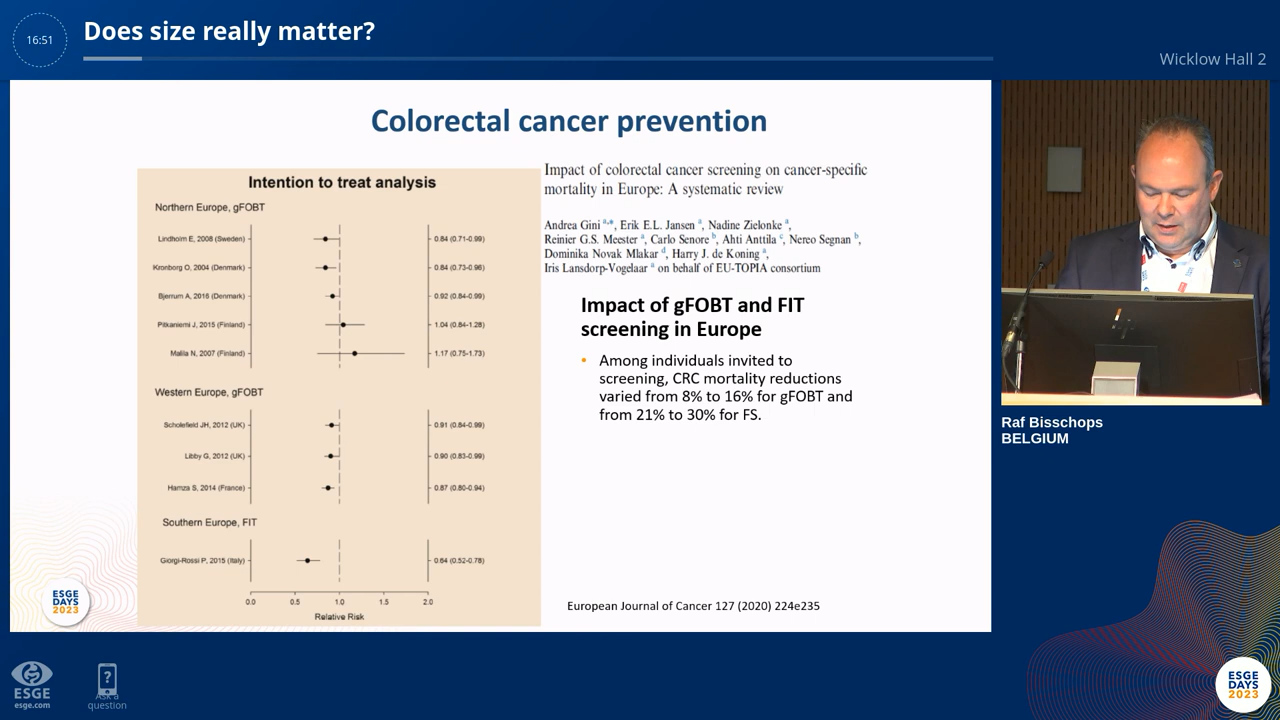 16:51
Does size really matter?
Wicklow Hall 2
Colorectal cancer prevention
Intention to treat analysis
Northern Europe, gFOBT
Lindholm E, 2008 (Sweden) 0.84 (0.71-0.99)
Kronborg O, 2004 (Denmark) 0.84 (0.73-0.96)
Bjerrum A, 2016 (Denmark) 0.92 (0.84-0.99)
Pitkaniemi J, 2015 (Finland) 1.04 (0.84-1.28)
Malila N, 2007 (Finland) 1.17 (0.75-1.73)
Western Europe, gFOBT
Scholefield JH, 2012 (UK) 0.91 (0.84-0.99)
Libby G, 2012 (UK) 0.90 (0.83-0.99)
Hamza S, 2014 (France) 0.87 (0.80-0.94)
Southern Europe, FIT
Giorgi-Rossi P, 2015 (Italy) 0.64 (0.52-0.78)
0.0 0.5 1.0 1.5 2.0
Relative Risk
Impact of colorectal cancer screening on cancer-specific
mortality in Europe: A systematic review
Andrea Gini a,*, Erik E.L. Jansen a, Nadine Zielonke a,
Reinier G.S. Meester a, Carlo Senore b, Ahti Anttila c, Nereo Segnan b,
Dominika Novak Mlakar d, Harry J. de Koning a,
Iris Lansdorp-Vogelaar a on behalf of EU-TOPIA consortium
Impact of gFOBT and FIT
screening in Europe
• Among individuals invited to
screening, CRC mortality reductions
varied from 8% to 16% for gFOBT and
from 21% to 30% for FS.
European Journal of Cancer 127 (2020) 224e235
ESGE
DAYS
2023
Raf Bisschops
BELGIUM
ESGE
esge.com
?
Ask a
question
ESGE
DAYS
2023